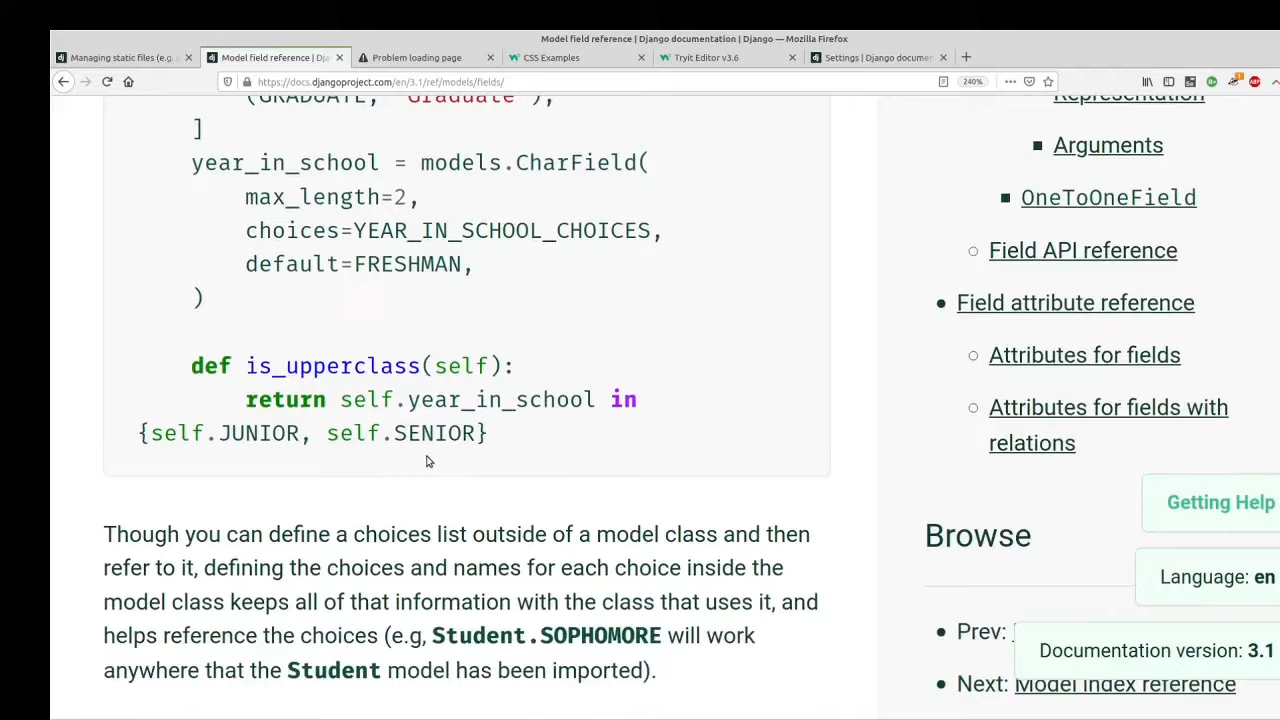 Model field reference | Django documentation | Django — Mozilla Firefox
Managing static files (e.g.
Model field reference | Dja
Problem loading page
CSS Examples
Tryit Editor v3.6
Settings | Django documen
https://docs.djangoproject.com/en/3.1/ref/models/fields/
240%
(GRADUATE, 'Graduate'),
]
year_in_school = models.CharField(
max_length=2,
choices=YEAR_IN_SCHOOL_CHOICES,
default=FRESHMAN,
)
def is_upperclass(self):
return self.year_in_school in
{self.JUNIOR, self.SENIOR}
Though you can define a choices list outside of a model class and then
refer to it, defining the choices and names for each choice inside the
model class keeps all of that information with the class that uses it, and
helps reference the choices (e.g, Student.SOPHOMORE will work
anywhere that the Student model has been imported).
Representation
Arguments
OneToOneField
Field API reference
Field attribute reference
Attributes for fields
Attributes for fields with
relations
Getting Help
Browse
Language: en
Prev:
Documentation version: 3.1
Next: Model Index reference